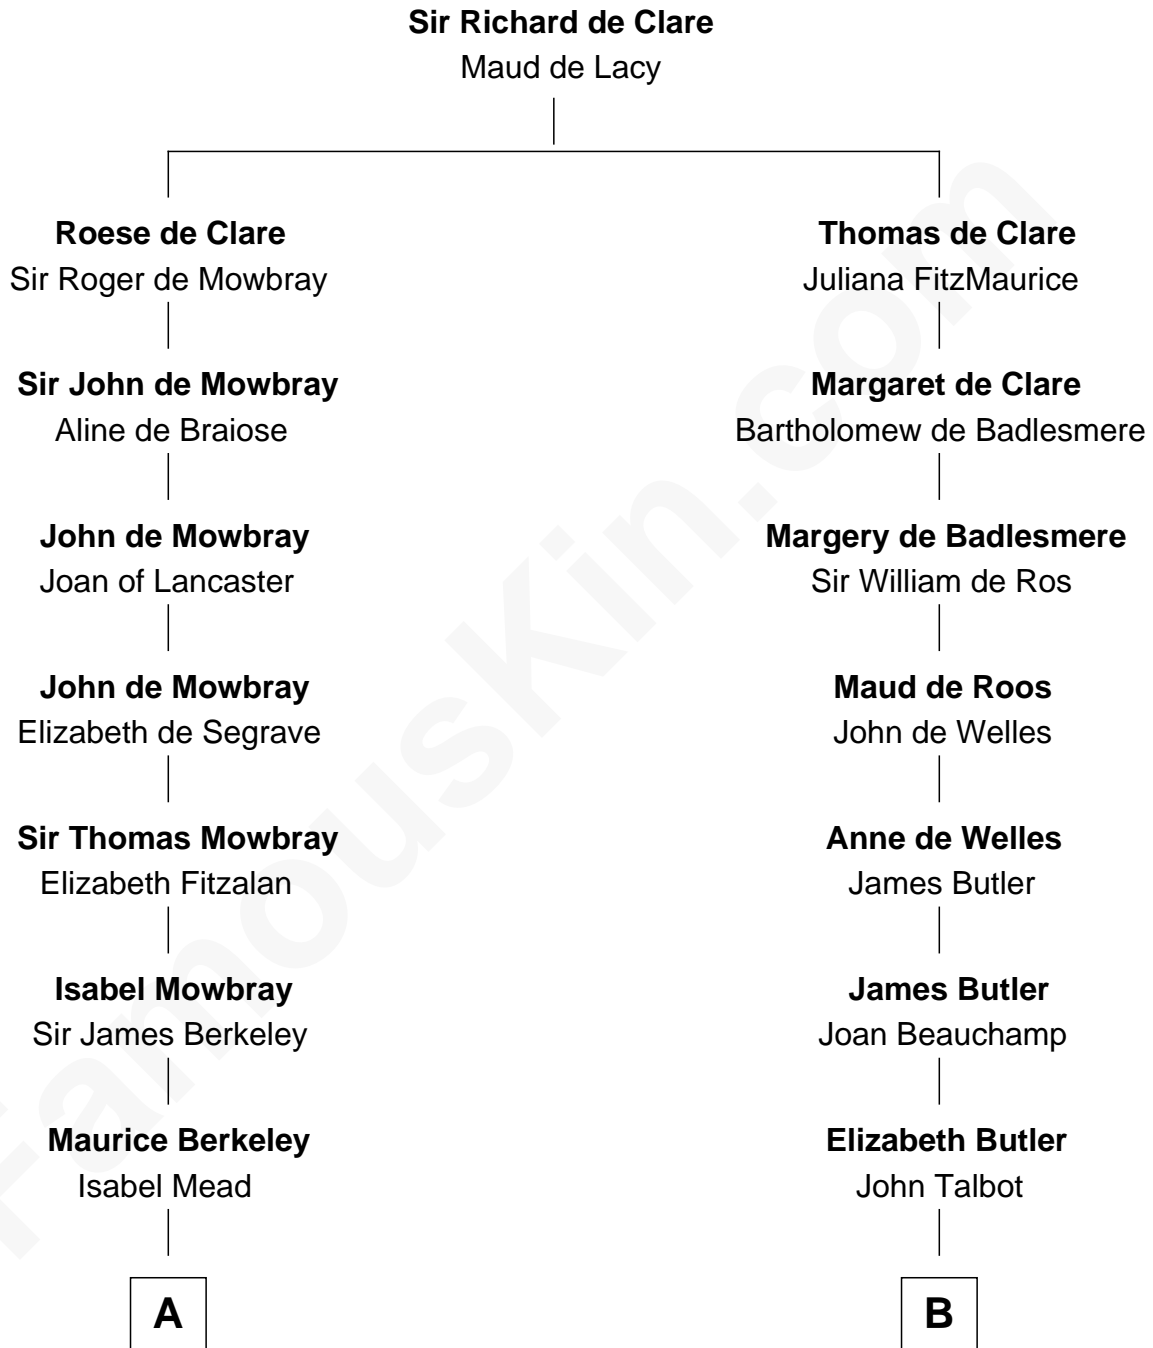 Sir Richard de Clare
Maud de Lacy
Roese de Clare
Sir Roger de Mowbray
Thomas de Clare
Juliana FitzMaurice
Sir John de Mowbray
Aline de Braiose
Margaret de Clare
Bartholomew de Badlesmere
John de Mowbray
Joan of Lancaster
Margery de Badlesmere
Sir William de Ros
John de Mowbray
Elizabeth de Segrave
Maud de Roos
John de Welles
Sir Thomas Mowbray
Elizabeth Fitzalan
Anne de Welles
James Butler
Isabel Mowbray
Sir James Berkeley
James Butler
Joan Beauchamp
Maurice Berkeley
Isabel Mead
Elizabeth Butler
John Talbot
A
B
FamousKin.com